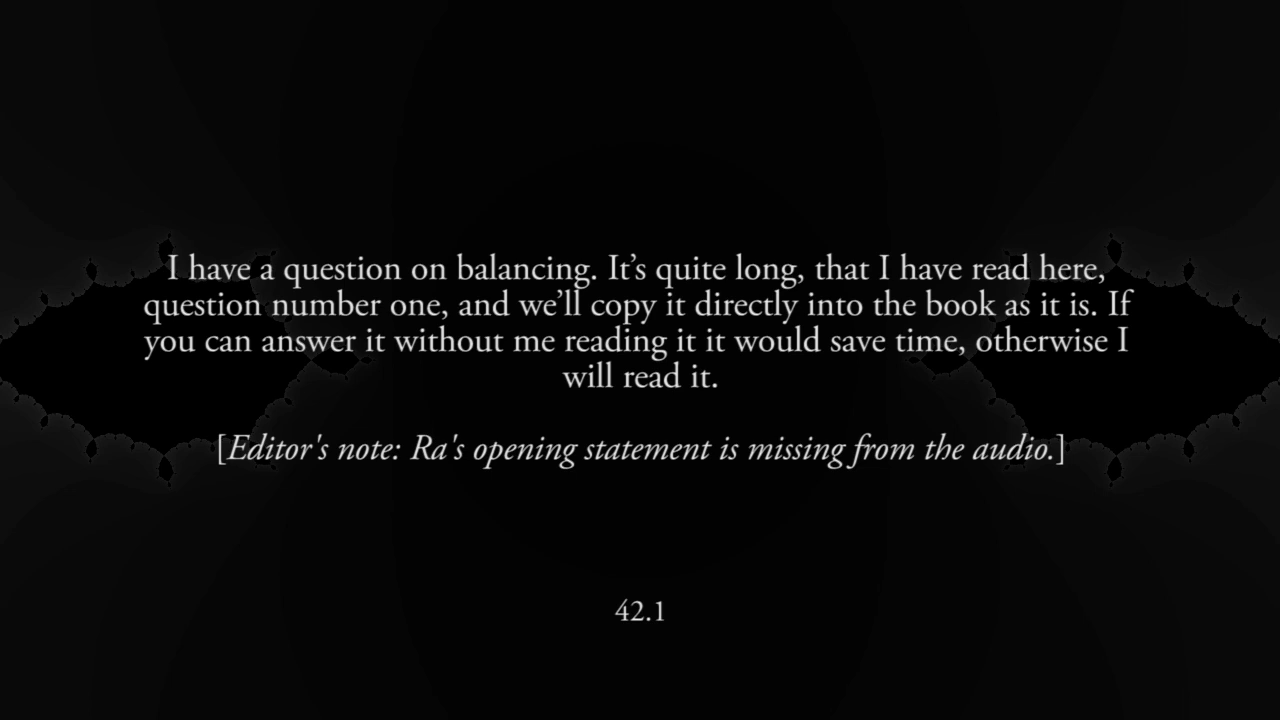 I have a question on balancing. It’s quite long, that I have read here,
question number one, and we’ll copy it directly into the book as it is. If
you can answer it without me reading it it would save time, otherwise I
will read it.
[Editor's note: Ra's opening statement is missing from the audio.]
42.1